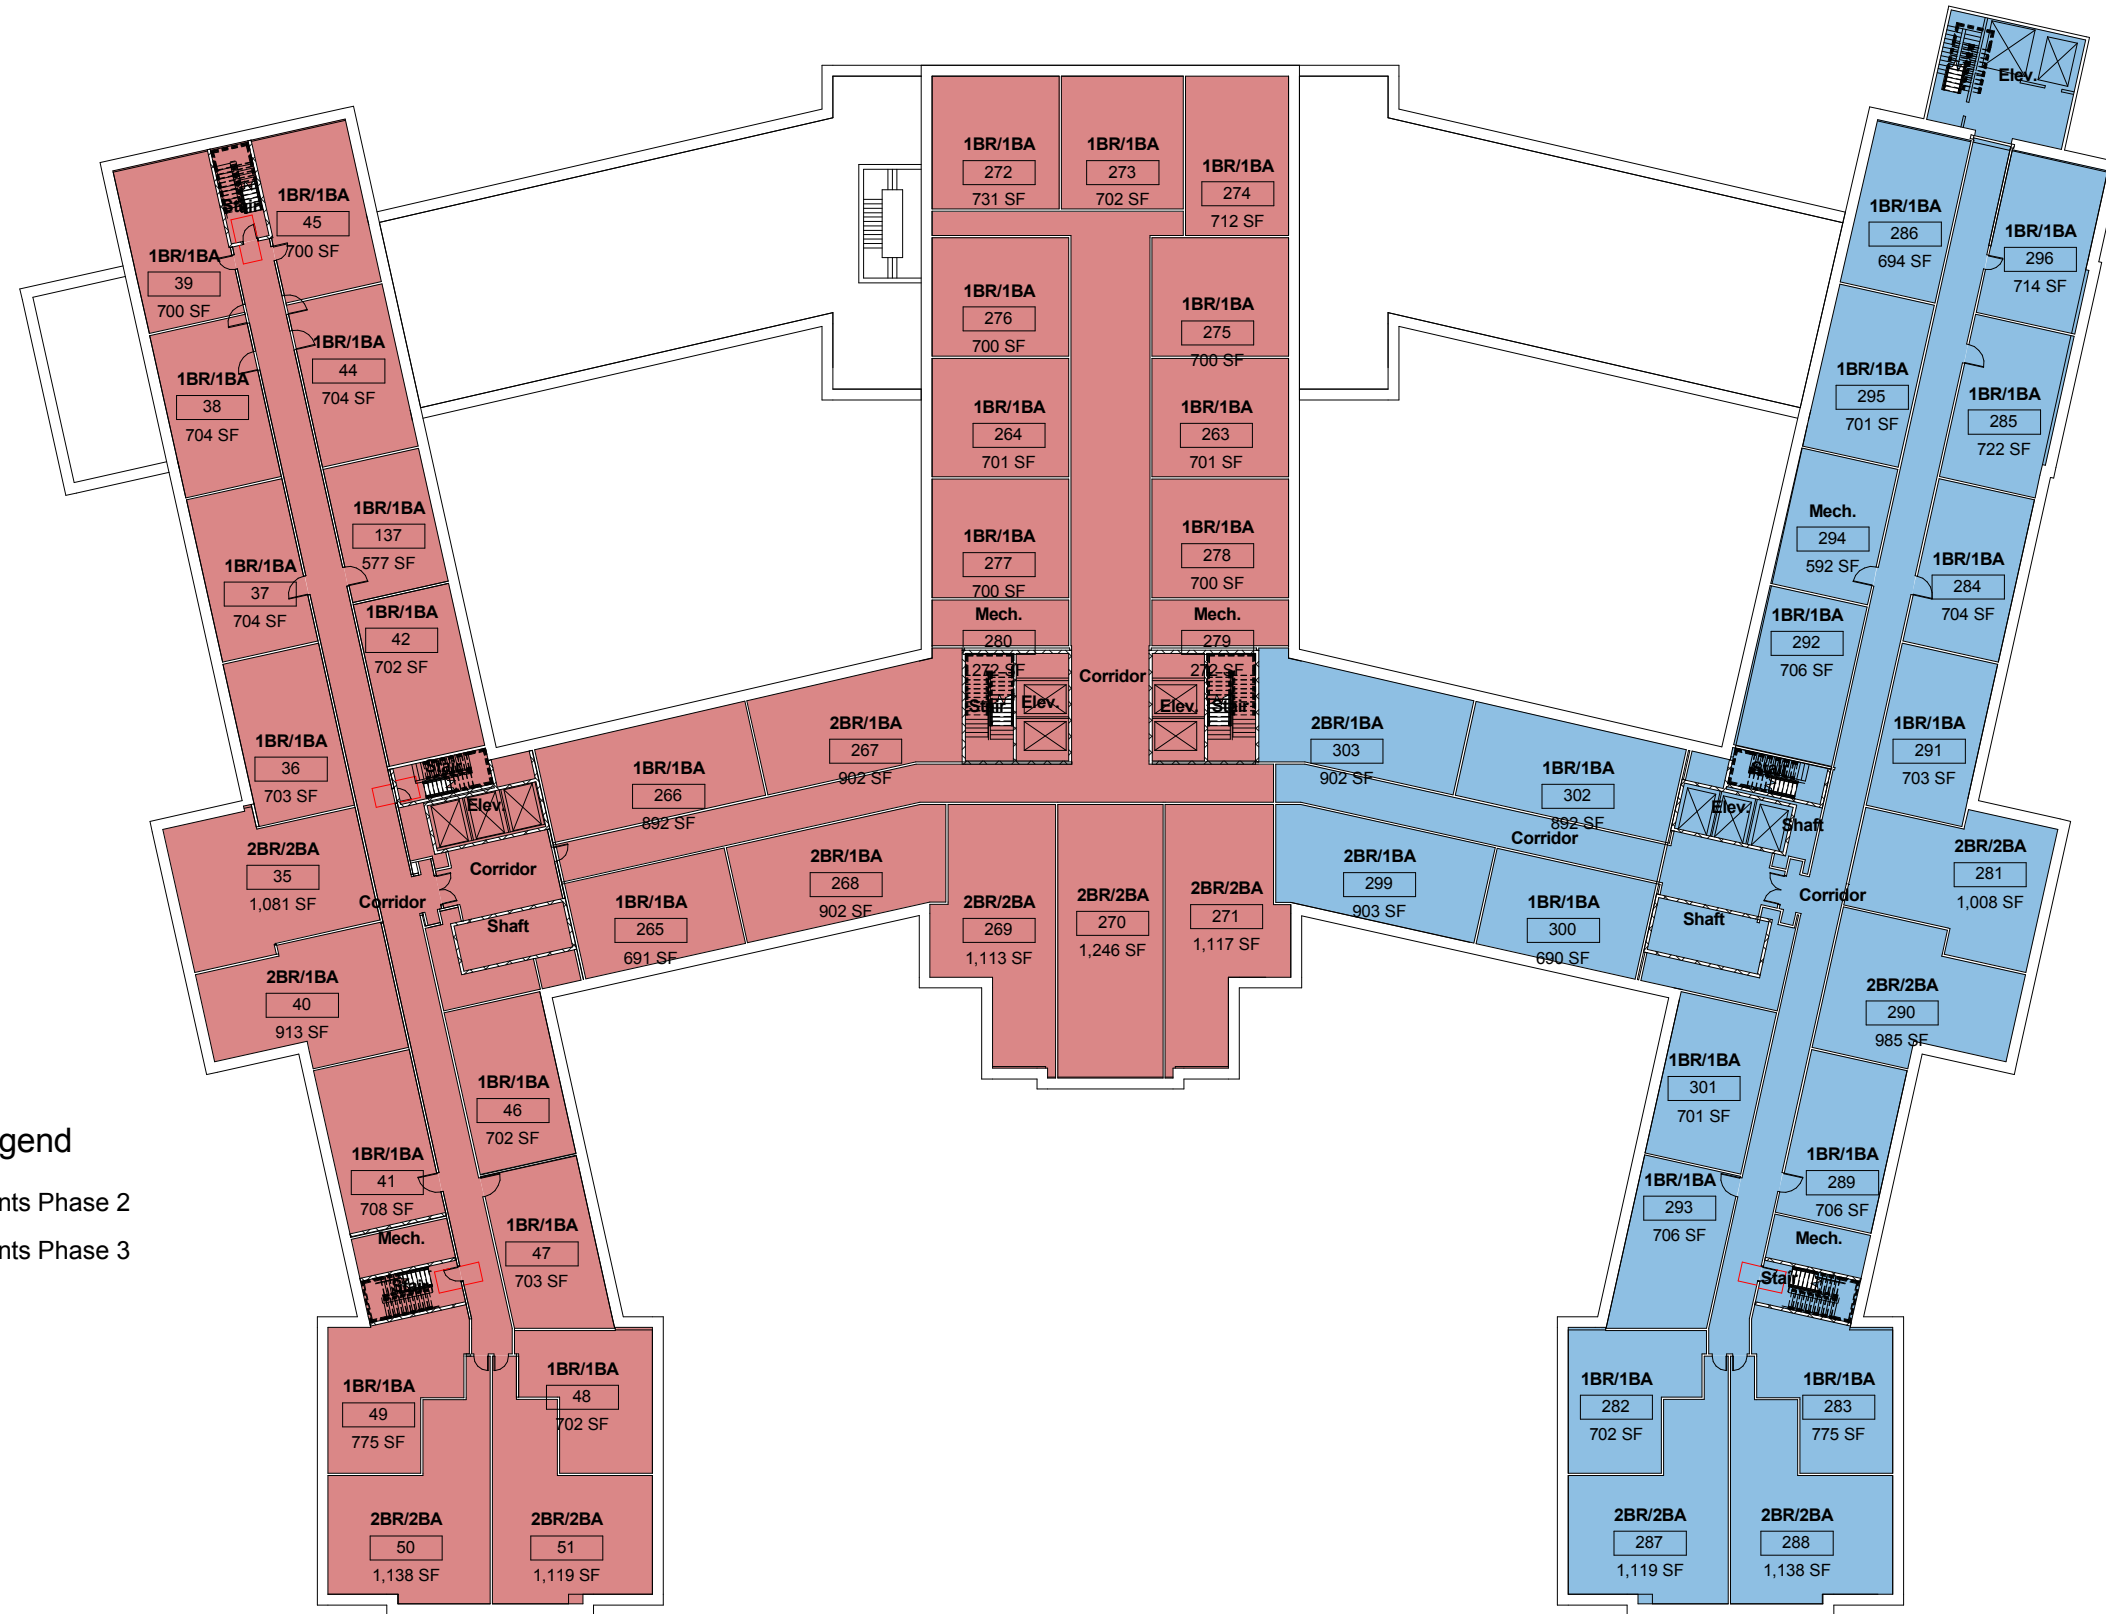 Elev.
1BR/1BA
272
731 SF
1BR/1BA
273
702 SF
1BR/1BA
274
712 SF
Stair
1BR/1BA
45
700 SF
1BR/1BA
39
700 SF
1BR/1BA
286
694 SF
1BR/1BA
296
714 SF
1BR/1BA
276
700 SF
1BR/1BA
275
700 SF
1BR/1BA
44
704 SF
1BR/1BA
38
704 SF
1BR/1BA
295
701 SF
1BR/1BA
285
722 SF
1BR/1BA
264
701 SF
1BR/1BA
263
701 SF
1BR/1BA
137
577 SF
1BR/1BA
277
700 SF
1BR/1BA
278
700 SF
Mech.
294
592 SF
1BR/1BA
37
704 SF
1BR/1BA
284
704 SF
1BR/1BA
42
702 SF
Mech.
280
272 SF
Mech.
279
272 SF
1BR/1BA
292
706 SF
Corridor
Stair
Elev.
Elev.
Stair
1BR/1BA
36
703 SF
2BR/1BA
267
902 SF
2BR/1BA
303
902 SF
1BR/1BA
291
703 SF
Stair
Elev.
1BR/1BA
266
892 SF
1BR/1BA
302
892 SF
Stair
Elev.
Shaft
Corridor
2BR/2BA
35
1,081 SF
Corridor
Corridor
Shaft
1BR/1BA
265
691 SF
2BR/1BA
268
902 SF
2BR/2BA
269
1,113 SF
2BR/2BA
270
1,246 SF
2BR/2BA
271
1,117 SF
2BR/1BA
299
903 SF
1BR/1BA
300
690 SF
Shaft
Corridor
2BR/2BA
281
1,008 SF
2BR/1BA
40
913 SF
2BR/2BA
290
985 SF
1BR/1BA
46
702 SF
1BR/1BA
301
701 SF
gend
nts Phase 2
nts Phase 3
1BR/1BA
41
708 SF
Mech.
Stair
1BR/1BA
47
703 SF
1BR/1BA
293
706 SF
1BR/1BA
289
706 SF
Mech.
Stair
1BR/1BA
49
775 SF
1BR/1BA
48
702 SF
1BR/1BA
282
702 SF
1BR/1BA
283
775 SF
2BR/2BA
50
1,138 SF
2BR/2BA
51
1,119 SF
2BR/2BA
287
1,119 SF
2BR/2BA
288
1,138 SF